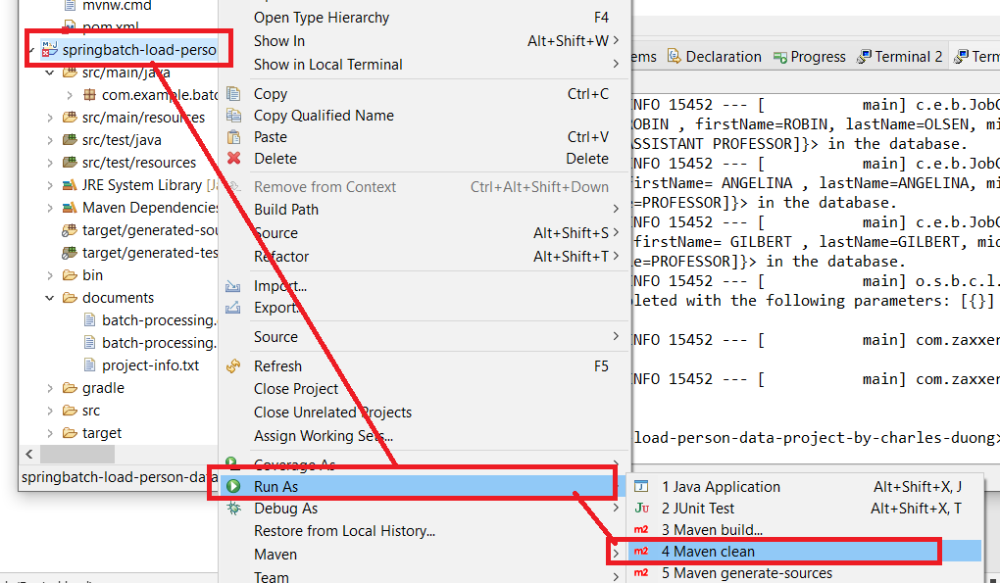 mvnw.cmd
pom.xml
springbatch-load-perso
src/main/java
com.example.batc
src/main/resources
src/test/java
src/test/resources
JRE System Library [Ja
Maven Dependencies
target/generated-sou
target/generated-tes
bin
documents
batch-processing.
batch-processing.
project-info.txt
gradle
src
target
springbatch-load-person-data
Open Type Hierarchy F4
Show In Alt+Shift+W >
Show in Local Terminal >
Copy Ctrl+C
Copy Qualified Name
Paste Ctrl+V
Delete Delete
Remove from Context Ctrl+Alt+Shift+Down
Build Path >
Source Alt+Shift+S >
Refactor Alt+Shift+T >
Import...
Export...
Source >
Refresh F5
Close Project
Close Unrelated Projects
Assign Working Sets...
Coverage As >
Run As
Debug As >
Restore from Local History...
Maven >
Team >
1 Java Application Alt+Shift+X, J
2 JUnit Test Alt+Shift+X, T
3 Maven build...
4 Maven clean
5 Maven generate-sources
ems Declaration Progress Terminal 2 Term
NFO 15452 --- [ main] c.e.b.JobC
ROBIN , firstName=ROBIN, lastName=OLSEN, mi
ASSISTANT PROFESSOR]}> in the database.
NFO 15452 --- [ main] c.e.b.JobC
firstName= ANGELINA , lastName=ANGELINA, mi
e=PROFESSOR]}> in the database.
NFO 15452 --- [ main] c.e.b.JobC
firstName= GILBERT , lastName=GILBERT, mid
le=PROFESSOR]}> in the database.
NFO 15452 --- [ main] o.s.b.c.l.
leted with the following parameters: [{}]
NFO 15452 --- [ main] com.zaxxer
NFO 15452 --- [ main] com.zaxxer
load-person-data-project-by-charles-duong>